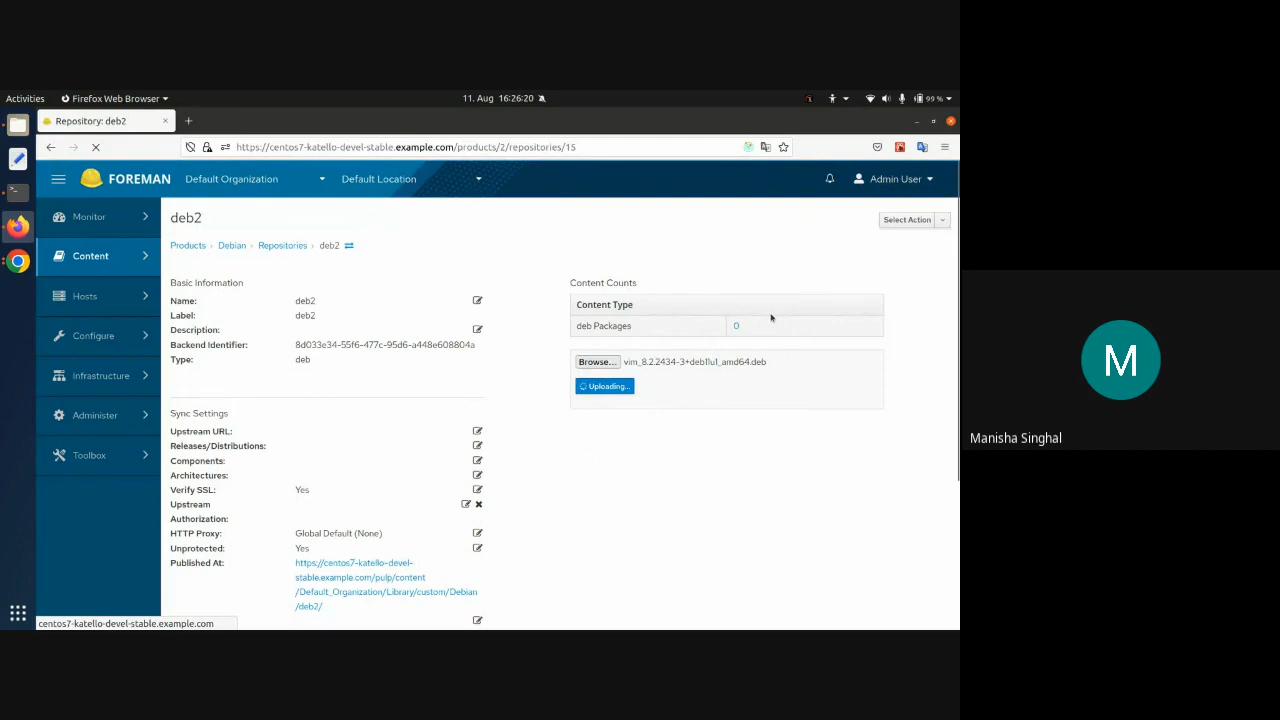 Activities
Firefox Web Browser
11. Aug 16:26:20
99 %
Repository: deb2
https://centos7-katello-devel-stable.example.com/products/2/repositories/15
FOREMAN
Default Organization
Default Location
Admin User
Monitor
Content
Hosts
Configure
Infrastructure
Administer
Toolbox
deb2
Select Action
Products › Debian › Repositories › deb2
Basic Information
Name: deb2
Label: deb2
Description:
Backend Identifier: 8d033e34-55f6-477c-95d6-a448e608804a
Type: deb
Sync Settings
Upstream URL:
Releases/Distributions:
Components:
Architectures:
Verify SSL: Yes
Upstream
Authorization:
HTTP Proxy: Global Default (None)
Unprotected: Yes
Published At: https://centos7-katello-devel-
stable.example.com/pulp/content
/Default_Organization/Library/custom/Debian
/deb2/
Content Counts
Content Type
deb Packages 0
Browse... vim_8.2.2434-3+deb11u1_amd64.deb
Uploading...
centos7-katello-devel-stable.example.com
M
Manisha Singhal